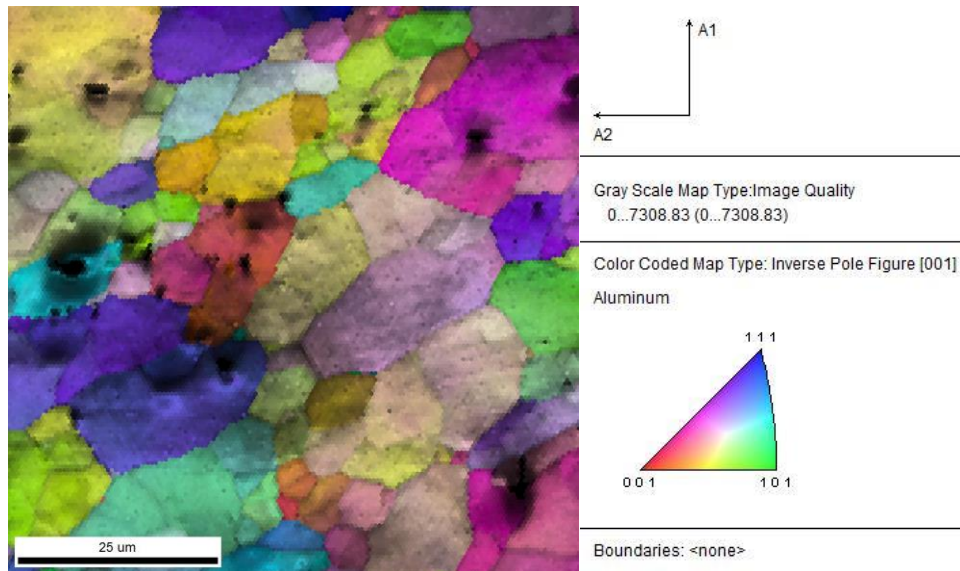 A1
A2
Gray Scale Map Type:Image Quality
0...7308.83 (0...7308.83)
Color Coded Map Type: Inverse Pole Figure [001]
Aluminum
1 1 1
0 0 1
1 0 1
25 um
Boundaries: <none>